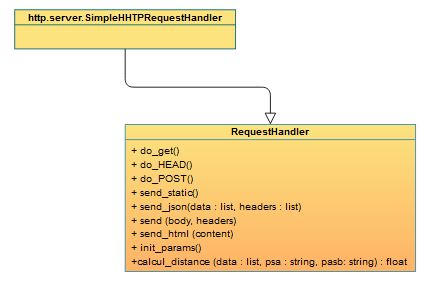 http.server.SimpleHHTPRequestHandler
RequestHandler
+ do_get()
+ do_HEAD()
+ do_POST()
+ send_static()
+ send_json(data : list, headers : list)
+ send (body, headers)
+ send_html (content)
+ init_params()
+calcul_distance (data : list, psa : string, pasb: string) : float